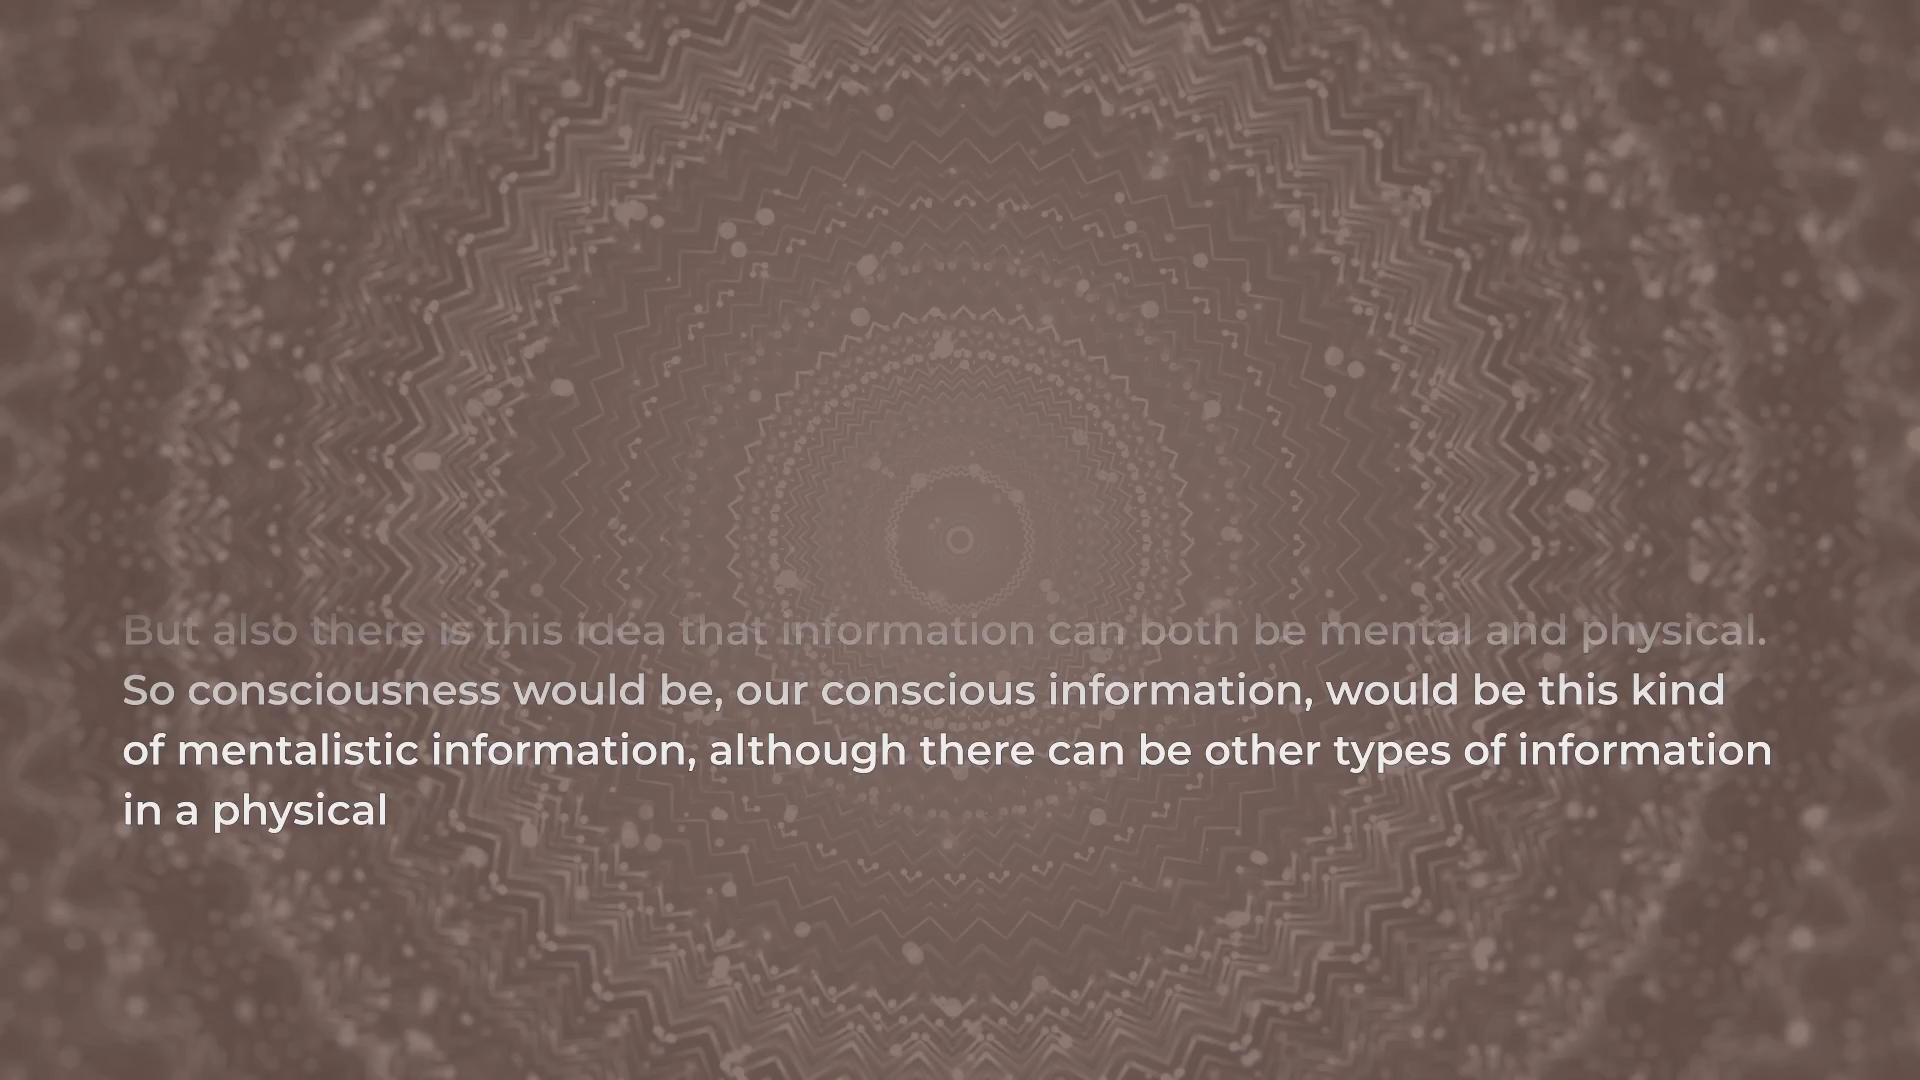 But also there is this idea that information can both be mental and physical.
So consciousness would be, our conscious information, would be this kind
of mentalistic information, although there can be other types of information
in a physical